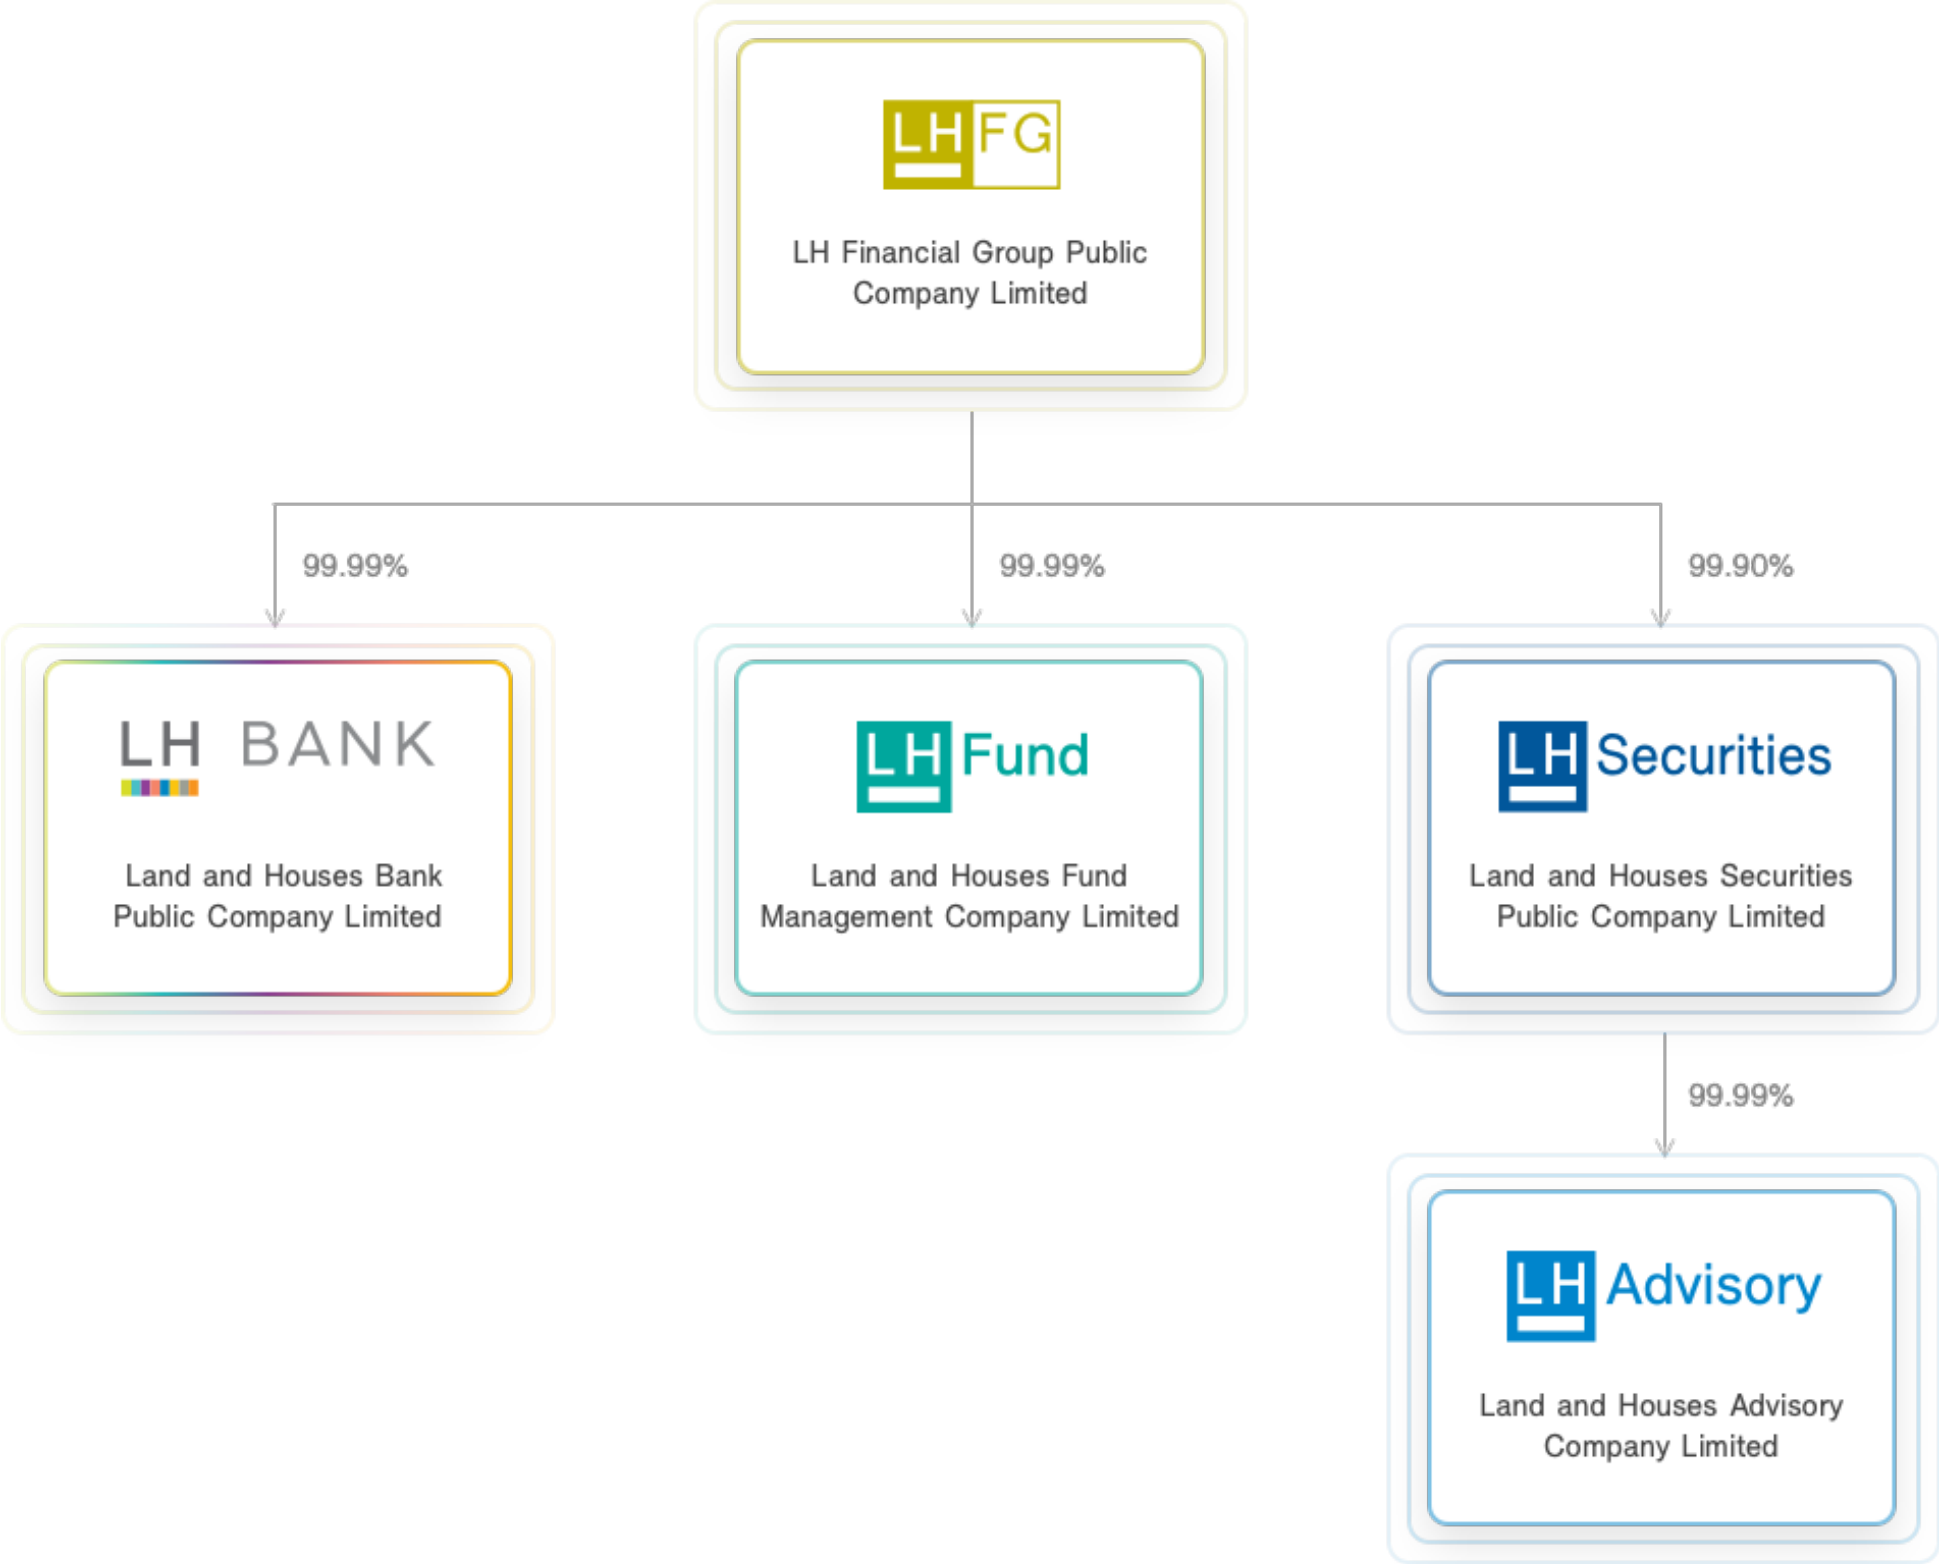 LH FG
LH Financial Group Public
Company Limited
99.99%
99.99%
99.90%
LH BANK
Land and Houses Bank
Public Company Limited
LH Fund
Land and Houses Fund
Management Company Limited
LH Securities
Land and Houses Securities
Public Company Limited
99.99%
LH Advisory
Land and Houses Advisory
Company Limited